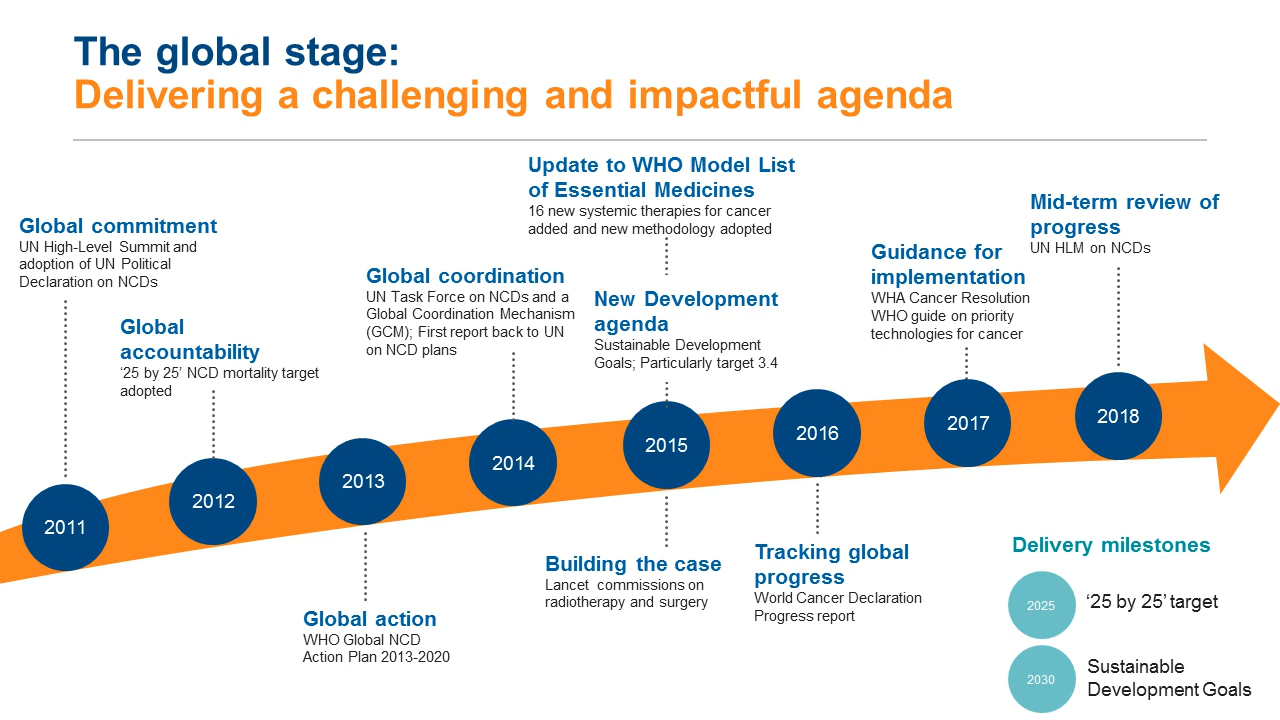 The global stage:
Delivering a challenging and impactful agenda
Global commitment
UN High-Level Summit and
adoption of UN Political
Declaration on NCDs
2011
Global
accountability
‘25 by 25’ NCD mortality target
adopted
2012
2013
Global action
WHO Global NCD
Action Plan 2013-2020
Global coordination
UN Task Force on NCDs and a
Global Coordination Mechanism
(GCM); First report back to UN
on NCD plans
2014
Update to WHO Model List
of Essential Medicines
16 new systemic therapies for cancer
added and new methodology adopted
New Development
agenda
Sustainable Development
Goals; Particularly target 3.4
2015
Building the case
Lancet commissions on
radiotherapy and surgery
2016
Tracking global
progress
World Cancer Declaration
Progress report
Guidance for
implementation
WHA Cancer Resolution
WHO guide on priority
technologies for cancer
2017
Mid-term review of
progress
UN HLM on NCDs
2018
Delivery milestones
2025
‘25 by 25’ target
2030
Sustainable
Development Goals